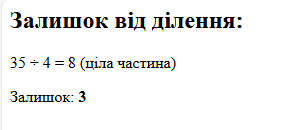 Залишок від ділення:
35 ÷ 4 = 8 (ціла частина)
Залишок: 3